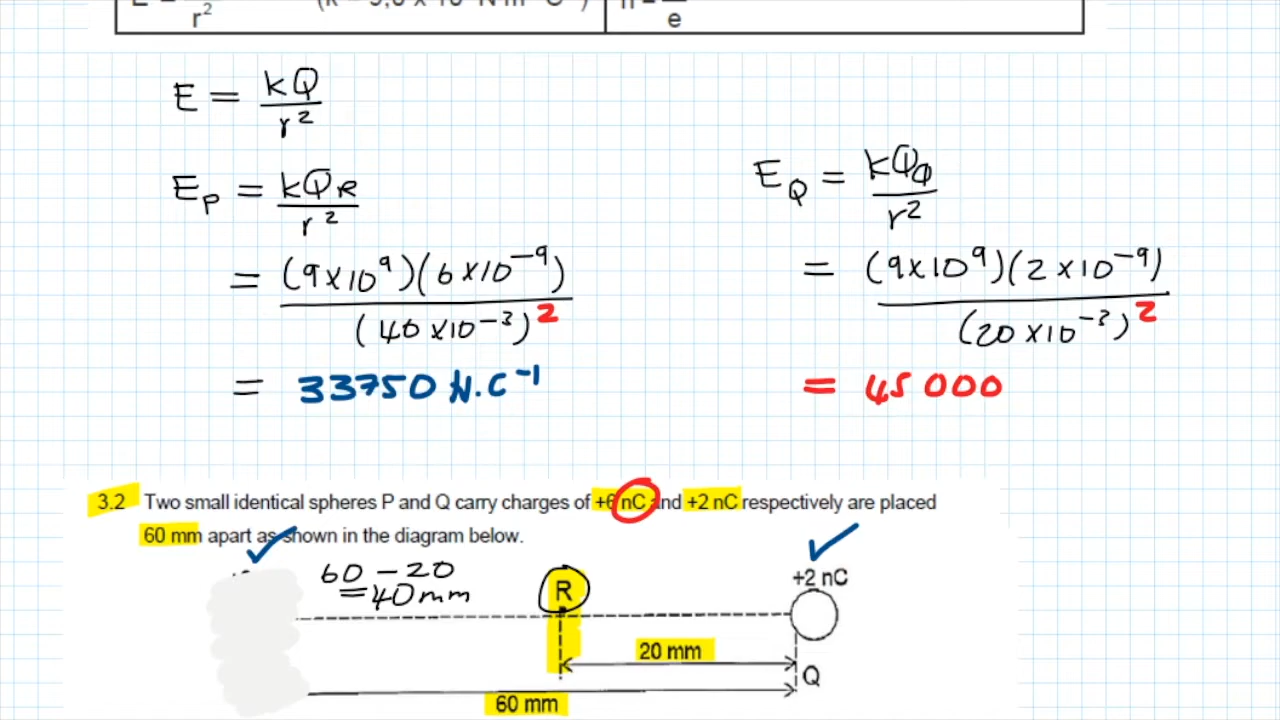 r²
e
E = kQ / r²
E_P = kQ_R / r²
E_Q = kQ_Q / r²
= (9×10⁹)(6×10⁻⁹) / (40×10⁻³)²
= (9×10⁹)(2×10⁻⁹) / (20×10⁻³)²
= 33750 N.C⁻¹
= 45 000
3.2 Two small identical spheres P and Q carry charges of +6 nC and +2 nC respectively are placed
60 mm apart as shown in the diagram below.
60 – 20
= 40mm
R
+2 nC
20 mm
Q
60 mm